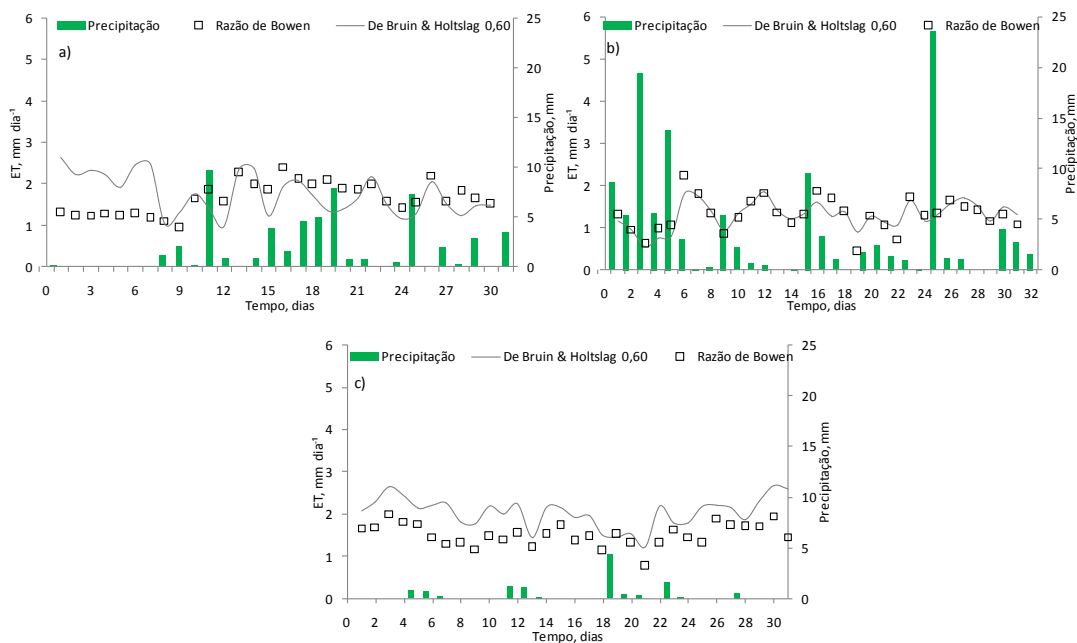 Precipitação Razão de Bowen De Bruin & Holtslag 0,60
a)
ET, mm dia⁻¹
6
5
4
3
2
1
0
25
20
15
10
5
0
Precipitação, mm
0 3 6 9 12 15 18 21 24 27 30
Tempo, dias
Precipitação De Bruin & Holtslag 0,60 Razão de Bowen
b)
ET, mm dia⁻¹
6
5
4
3
2
1
0
25
20
15
10
5
0
Precipitação, mm
0 2 4 6 8 10 12 14 16 18 20 22 24 26 28 30 32
Tempo, dias
Precipitação De Bruin & Holtslag 0,60 Razão de Bowen
c)
ET, mm dia⁻¹
6
5
4
3
2
1
0
25
20
15
10
5
0
Precipitação, mm
0 2 4 6 8 10 12 14 16 18 20 22 24 26 28 30
Tempo, dias